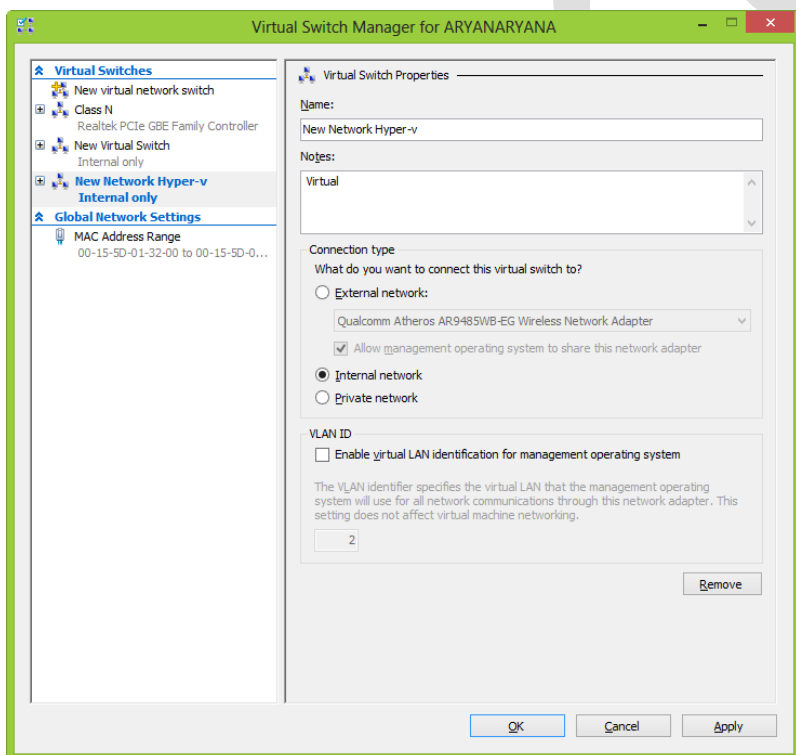 Virtual Switch Manager for ARYANARYANA
Virtual Switches
New virtual network switch
Class N
Realtek PCIe GBE Family Controller
New Virtual Switch
Internal only
New Network Hyper-v
Internal only
Global Network Settings
MAC Address Range
00-15-5D-01-32-00 to 00-15-5D-0...
Virtual Switch Properties
Name:
New Network Hyper-v
Notes:
Virtual
Connection type
What do you want to connect this virtual switch to?
External network:
Qualcomm Atheros AR9485WB-EG Wireless Network Adapter
Allow management operating system to share this network adapter
Internal network
Private network
VLAN ID
Enable virtual LAN identification for management operating system
The VLAN identifier specifies the virtual LAN that the management operating
system will use for all network communications through this network adapter. This
setting does not affect virtual machine networking.
2
Remove
OK
Cancel
Apply